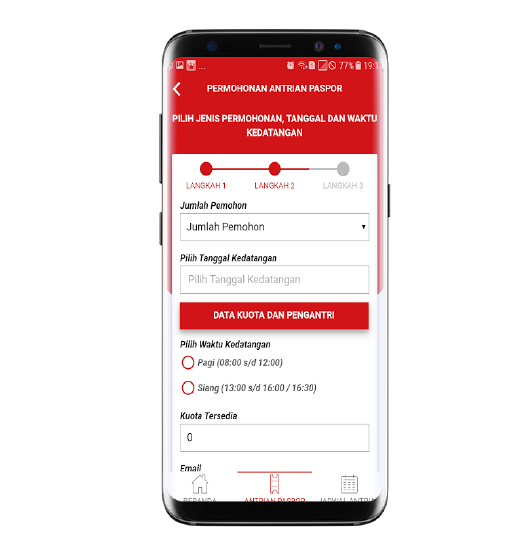 77% 19:1
PERMOHONAN ANTRIAN PASPOR
PILIH JENIS PERMOHONAN, TANGGAL DAN WAKTU
KEDATANGAN
LANGKAH 1 LANGKAH 2 LANGKAH 3
Jumlah Pemohon
Jumlah Pemohon
Pilih Tanggal Kedatangan
Pilih Tanggal Kedatangan
DATA KUOTA DAN PENGANTRI
Pilih Waktu Kedatangan
Pagi (08:00 s/d 12:00)
Siang (13:00 s/d 16:00 / 16:30)
Kuota Tersedia
0
Email
BERANDA ANTRIAN PASPOR JADWAL ANTRI